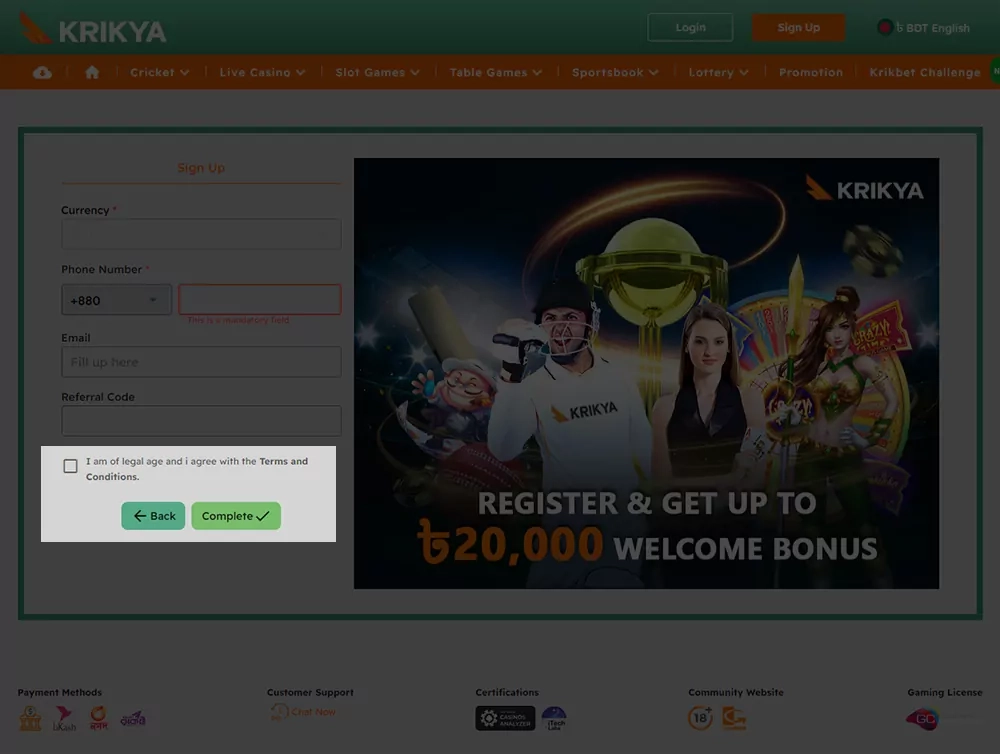 KRIKYA
Login
Sign Up
৳ BDT English
Cricket
Live Casino
Slot Games
Table Games
Sportsbook
Lottery
Promotion
Krikbet Challenge
Sign Up
Currency *
Phone Number *
+880
This is a mandatory field
Email
Fill up here
Referral Code
I am of legal age and i agree with the Terms and
Conditions.
Back
Complete
KRIKYA
KRIKYA
CRAZY!
CRAZY!
REGISTER & GET UP TO
৳20,000 WELCOME BONUS
Payment Methods
Customer Support
Certifications
Community Website
Gaming License
bKash
নগদ
Chat Now
CASINOS
ANALYZER
iTech
Labs
18+
GC